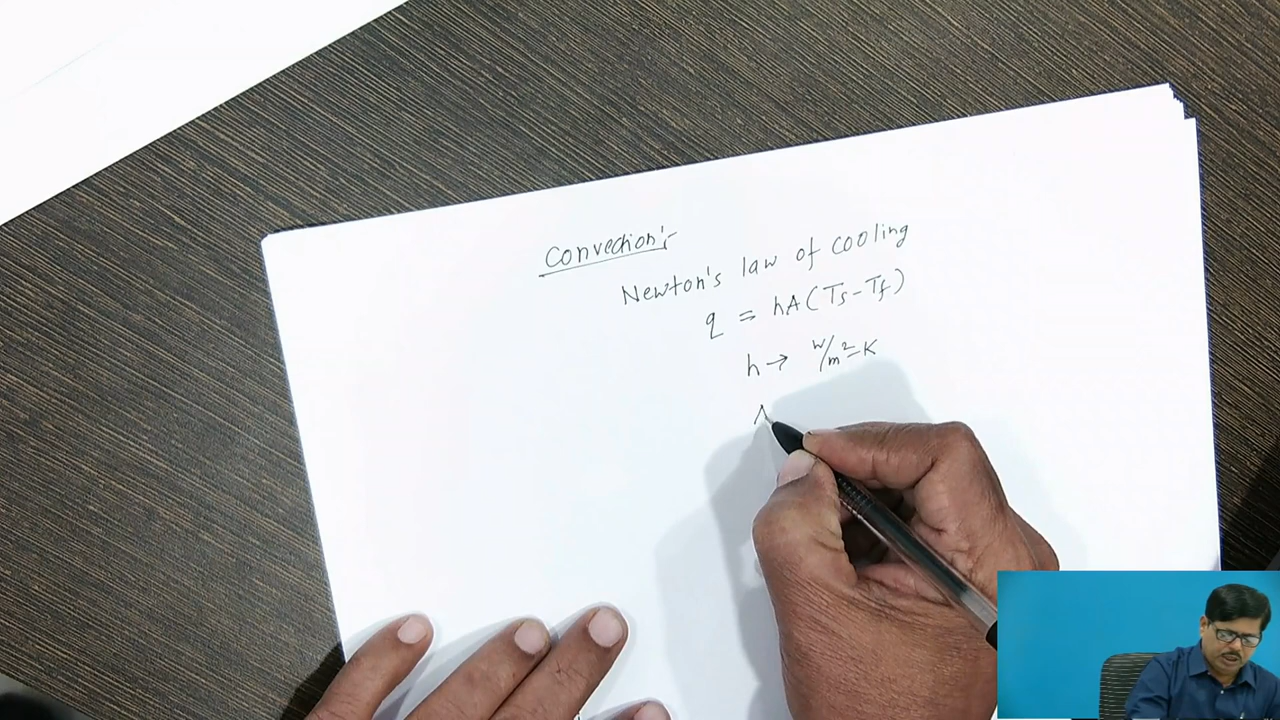 Convection:-
Newton's law of cooling
q = hA(Ts - Tf)
h → W/m²-K
A